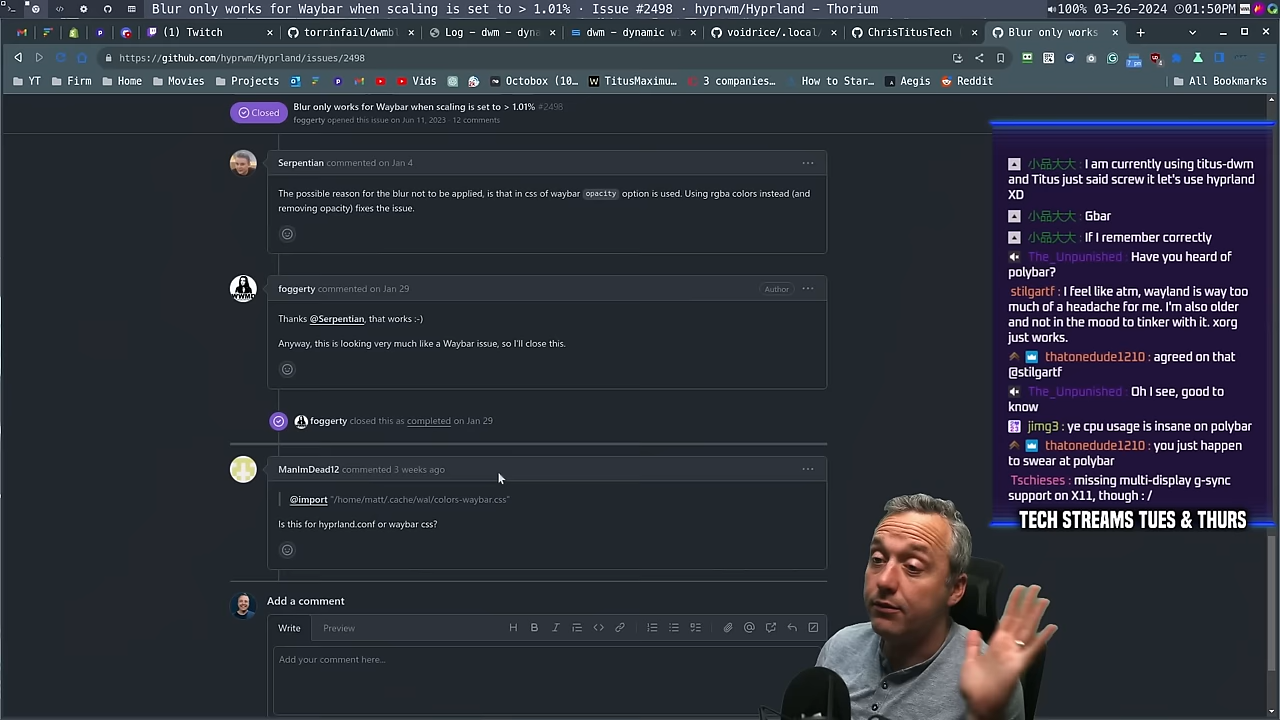 Blur only works for Waybar when scaling is set to > 1.01% · Issue #2498 · hyprwm/Hyprland — Thorium
100% 03-26-2024 01:50PM
(1) Twitch
torrinfail/dwmbl
Log - dwm - dyna
dwm - dynamic wi
voidrice/.local/
ChrisTitusTech (
Blur only works
https://github.com/hyprwm/Hyprland/issues/2498
YT
Firm
Home
Movies
Projects
Vids
Octobox (10…
TitusMaximu…
3 companies…
How to Star…
Aegis
Reddit
All Bookmarks
Closed
Blur only works for Waybar when scaling is set to > 1.01% #2498
foggerty opened this issue on Jun 11, 2023 · 12 comments
Serpentian commented on Jan 4
The possible reason for the blur not to be applied, is that in css of waybar opacity option is used. Using rgba colors instead (and
removing opacity) fixes the issue.
foggerty commented on Jan 29
Author
Thanks @Serpentian, that works :-)
Anyway, this is looking very much like a Waybar issue, so I'll close this.
foggerty closed this as completed on Jan 29
ManImDead12 commented 3 weeks ago
@import "/home/matt/.cache/wal/colors-waybar.css"
Is this for hyprland.conf or waybar css?
Add a comment
Write
Preview
Add your comment here...
小品大大 : I am currently using titus-dwm
and Titus just said screw it let's use hyprland
XD
小品大大 : Gbar
小品大大 : If I remember correctly
The_Unpunished : Have you heard of
polybar?
stilgartf : I feel like atm, wayland is way too
much of a headache for me. I'm also older
and not in the mood to tinker with it. xorg
just works.
thatonedude1210 : agreed on that
@stilgartf
The_Unpunished : Oh I see, good to
know
jimg3 : ye cpu usage is insane on polybar
thatonedude1210 : you just happen
to swear at polybar
Tschieses : missing multi-display g-sync
support on X11, though : /
TECH STREAMS TUES & THURS